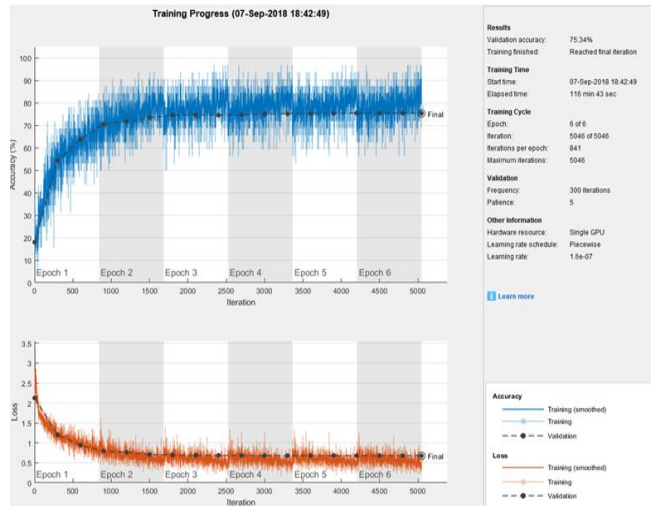 Training Progress (07-Sep-2018 18:42:49)
100
90
80
70
60
50
40
30
20
10
0
Accuracy (%)
Final
Epoch 1 Epoch 2 Epoch 3 Epoch 4 Epoch 5 Epoch 6
0 500 1000 1500 2000 2500 3000 3500 4000 4500 5000
Iteration
3.5
3
2.5
2
1.5
1
0.5
0
Loss
Final
Epoch 1 Epoch 2 Epoch 3 Epoch 4 Epoch 5 Epoch 6
0 500 1000 1500 2000 2500 3000 3500 4000 4500 5000
Iteration
Results
Validation accuracy: 75.34%
Training finished: Reached final iteration
Training Time
Start time: 07-Sep-2018 18:42:49
Elapsed time: 116 min 43 sec
Training Cycle
Epoch: 6 of 6
Iteration: 5046 of 5046
Iterations per epoch: 841
Maximum iterations: 5046
Validation
Frequency: 300 iterations
Patience: 5
Other Information
Hardware resource: Single GPU
Learning rate schedule: Piecewise
Learning rate: 1.6e-07
i Learn more
Accuracy
Training (smoothed)
Training
Validation
Loss
Training (smoothed)
Training
Validation